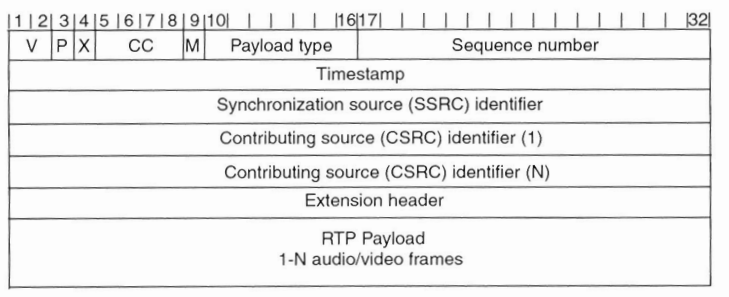 |1|2|3|4|5|6|7|8|9|10| | | | | |16|17| | | | | | | | | | | | | | |32|
V P X CC M Payload type Sequence number
Timestamp
Synchronization source (SSRC) identifier
Contributing source (CSRC) identifier (1)
Contributing source (CSRC) identifier (N)
Extension header
RTP Payload
1-N audio/video frames